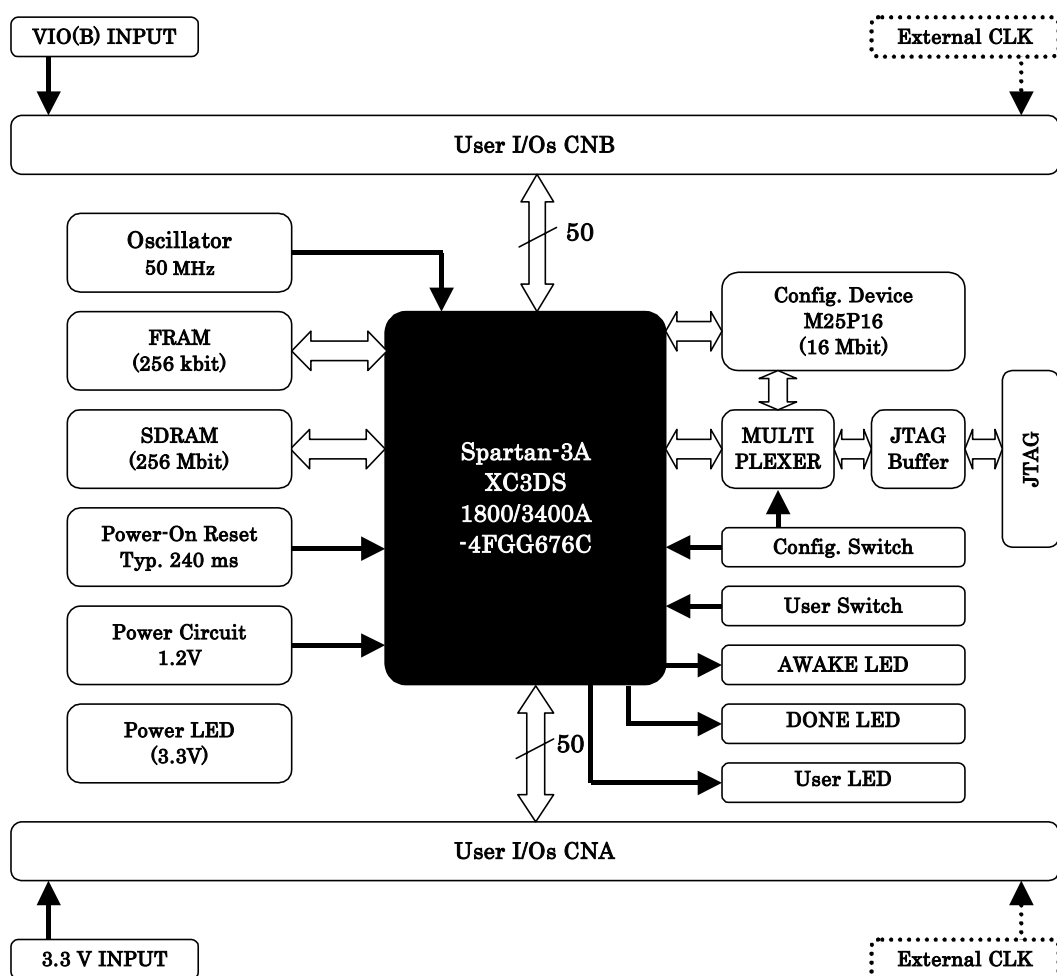 VIO(B) INPUT
External CLK
User I/Os CNB
Oscillator
50 MHz
50
FRAM
(256 kbit)
Config. Device
M25P16
(16 Mbit)
SDRAM
(256 Mbit)
Spartan-3A
XC3DS
1800/3400A
-4FGG676C
MULTI
PLEXER
JTAG
Buffer
JTAG
Power-On Reset
Typ. 240 ms
Config. Switch
User Switch
Power Circuit
1.2V
AWAKE LED
Power LED
(3.3V)
DONE LED
50
User LED
User I/Os CNA
3.3 V INPUT
External CLK